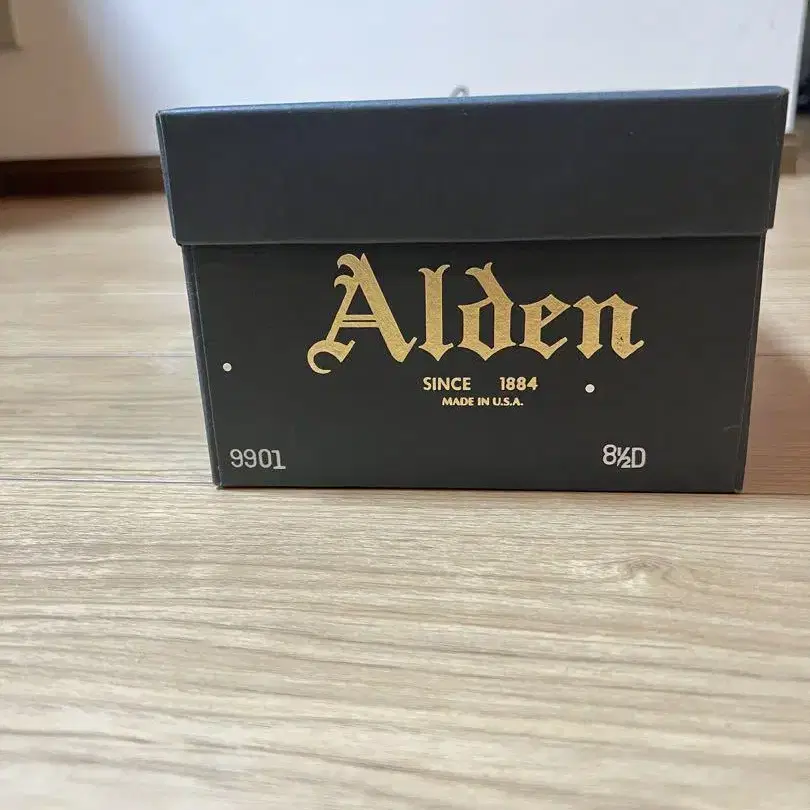 Alden
SINCE 1884
MADE IN U.S.A.
9901 8½D